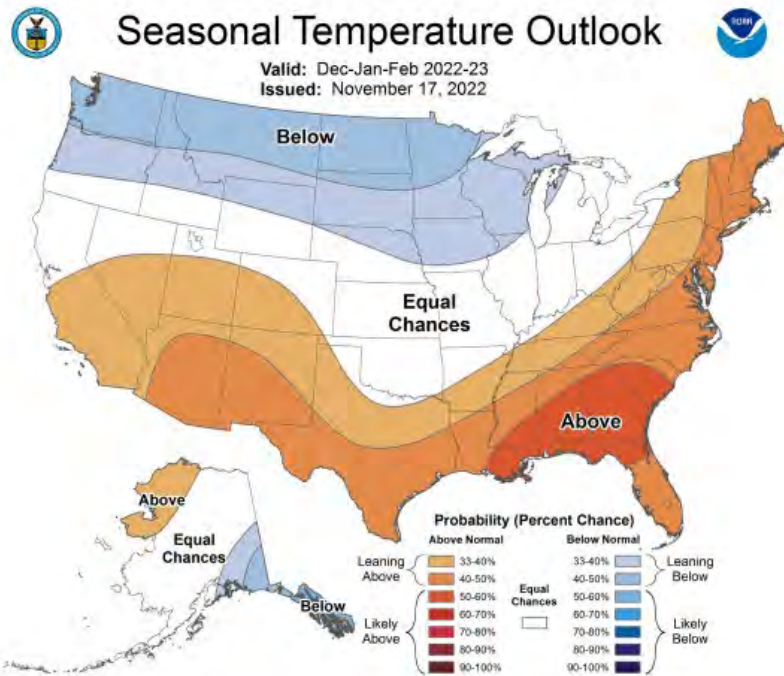 Seasonal Temperature Outlook
Valid: Dec-Jan-Feb 2022-23
Issued: November 17, 2022
Below
Equal
Chances
Above
Above
Equal
Chances
Below
Probability (Percent Chance)
Above Normal
Below Normal
Leaning
Above
33-40%
40-50%
50-60%
60-70%
70-80%
80-90%
90-100%
Likely
Above
Equal
Chances
33-40%
40-50%
50-60%
60-70%
70-80%
80-90%
90-100%
Leaning
Below
Likely
Below